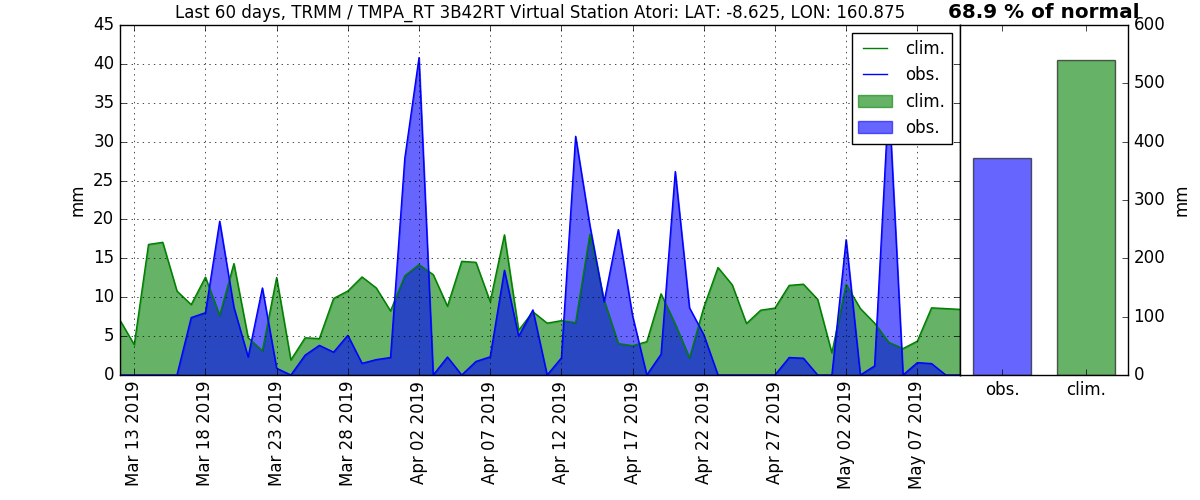 Last 60 days, TRMM / TMPA_RT 3B42RT Virtual Station Atori: LAT: -8.625, LON: 160.875
68.9 % of normal
45
40
35
30
25
20
15
10
5
0
mm
clim.
obs.
clim.
obs.
600
500
400
300
200
100
0
mm
obs.
clim.
Mar 13 2019
Mar 18 2019
Mar 23 2019
Mar 28 2019
Apr 02 2019
Apr 07 2019
Apr 12 2019
Apr 17 2019
Apr 22 2019
Apr 27 2019
May 02 2019
May 07 2019